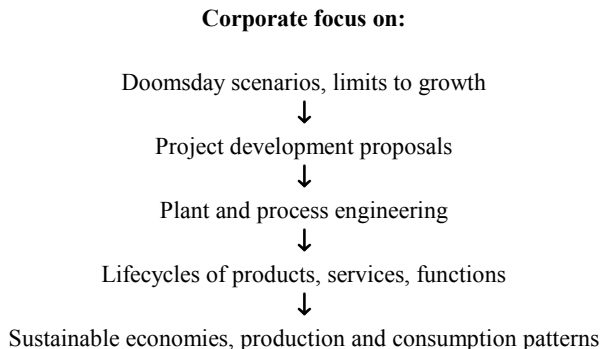 Corporate focus on:
Doomsday scenarios, limits to growth
↓
Project development proposals
↓
Plant and process engineering
↓
Lifecycles of products, services, functions
↓
Sustainable economies, production and consumption patterns